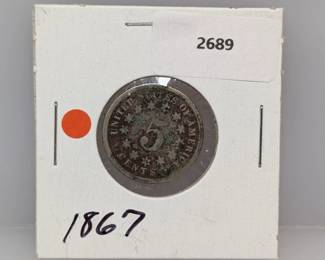 2689
UNITED STATES OF AMERICA
5
CENTS
1867